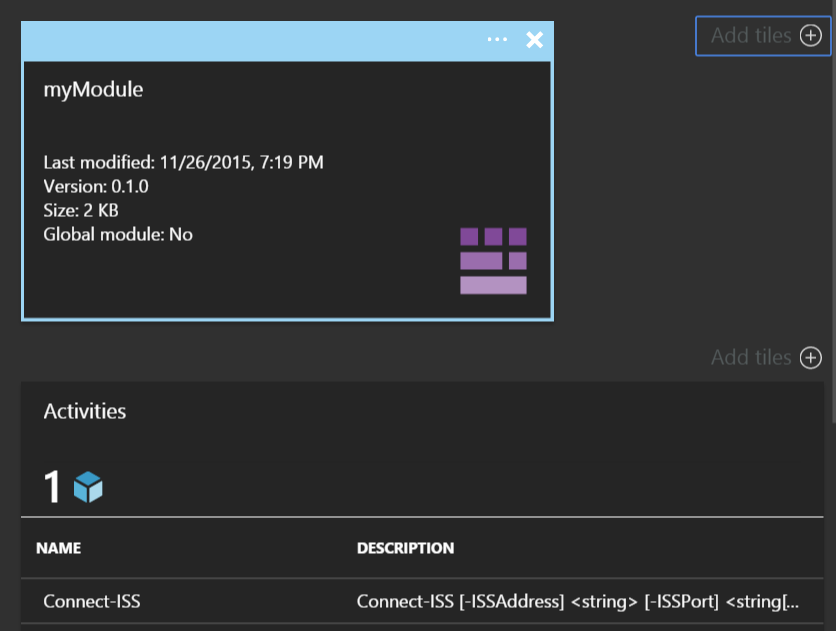 Add tiles
myModule
Last modified: 11/26/2015, 7:19 PM
Version: 0.1.0
Size: 2 KB
Global module: No
Add tiles
Activities
1
NAME DESCRIPTION
Connect-ISS Connect-ISS [-ISSAddress] <string> [-ISSPort] <string[...